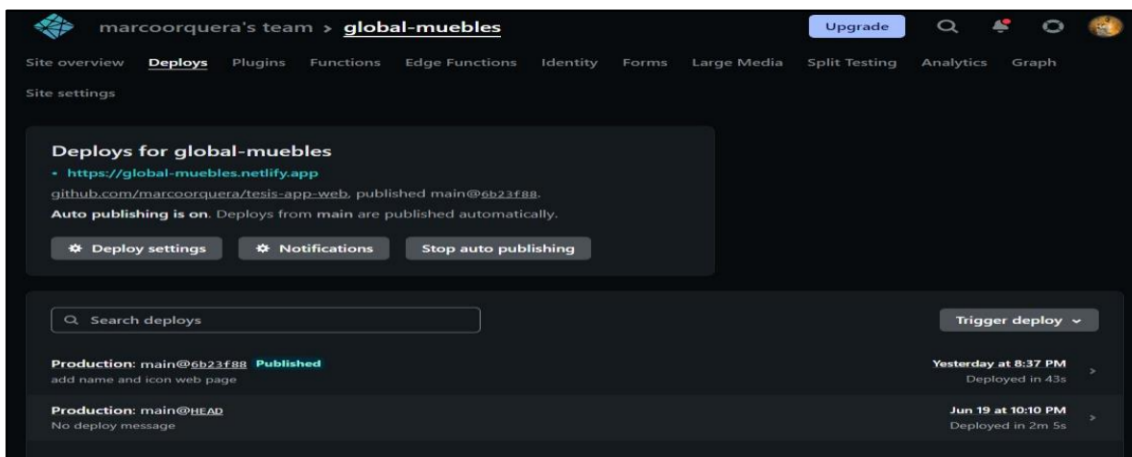 marcoorquera's team > global-muebles
Upgrade
Site overview Deploys Plugins Functions Edge Functions Identity Forms Large Media Split Testing Analytics Graph
Site settings
Deploys for global-muebles
• https://global-muebles.netlify.app
github.com/marcoorquera/tesis-app-web, published main@6b23f88.
Auto publishing is on. Deploys from main are published automatically.
Deploy settings Notifications Stop auto publishing
Search deploys Trigger deploy
Production: main@6b23f88 Published Yesterday at 8:37 PM
add name and icon web page Deployed in 43s
Production: main@HEAD Jun 19 at 10:10 PM
No deploy message Deployed in 2m 5s